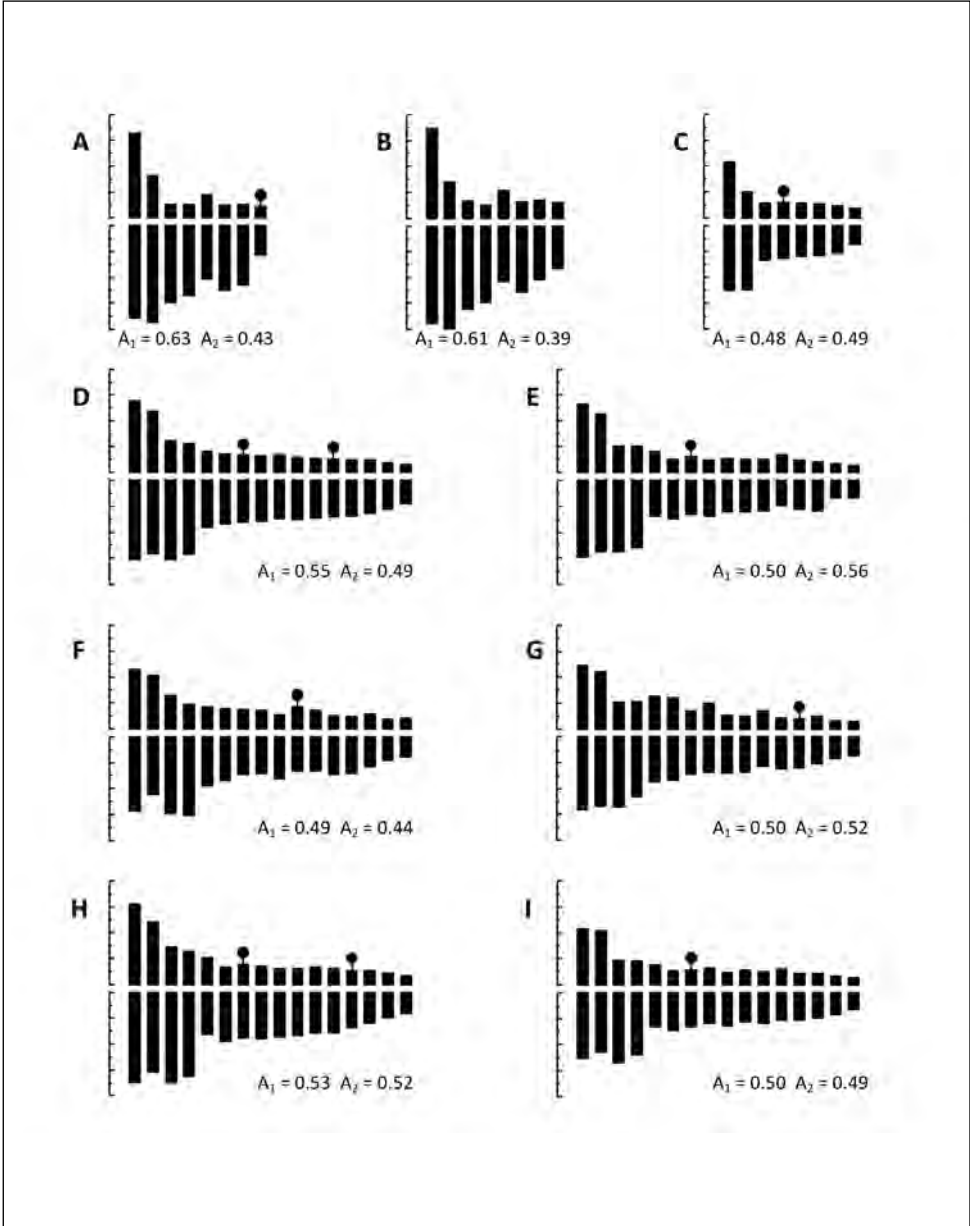 A
B
C
A₁ = 0.63 A₂ = 0.43
A₁ = 0.61 A₂ = 0.39
A₁ = 0.48 A₂ = 0.49
D
E
A₁ = 0.55 A₂ = 0.49
A₁ = 0.50 A₂ = 0.56
F
G
A₁ = 0.49 A₂ = 0.44
A₁ = 0.50 A₂ = 0.52
H
I
A₁ = 0.53 A₂ = 0.52
A₁ = 0.50 A₂ = 0.49